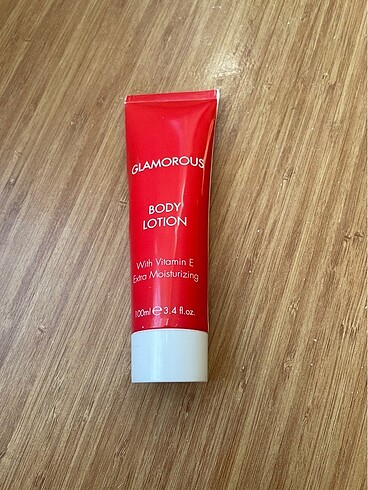 GLAMOROUS
BODY
LOTION
With Vitamin E
Extra Moisturizing
100ml ℮ 3.4 fl.oz.